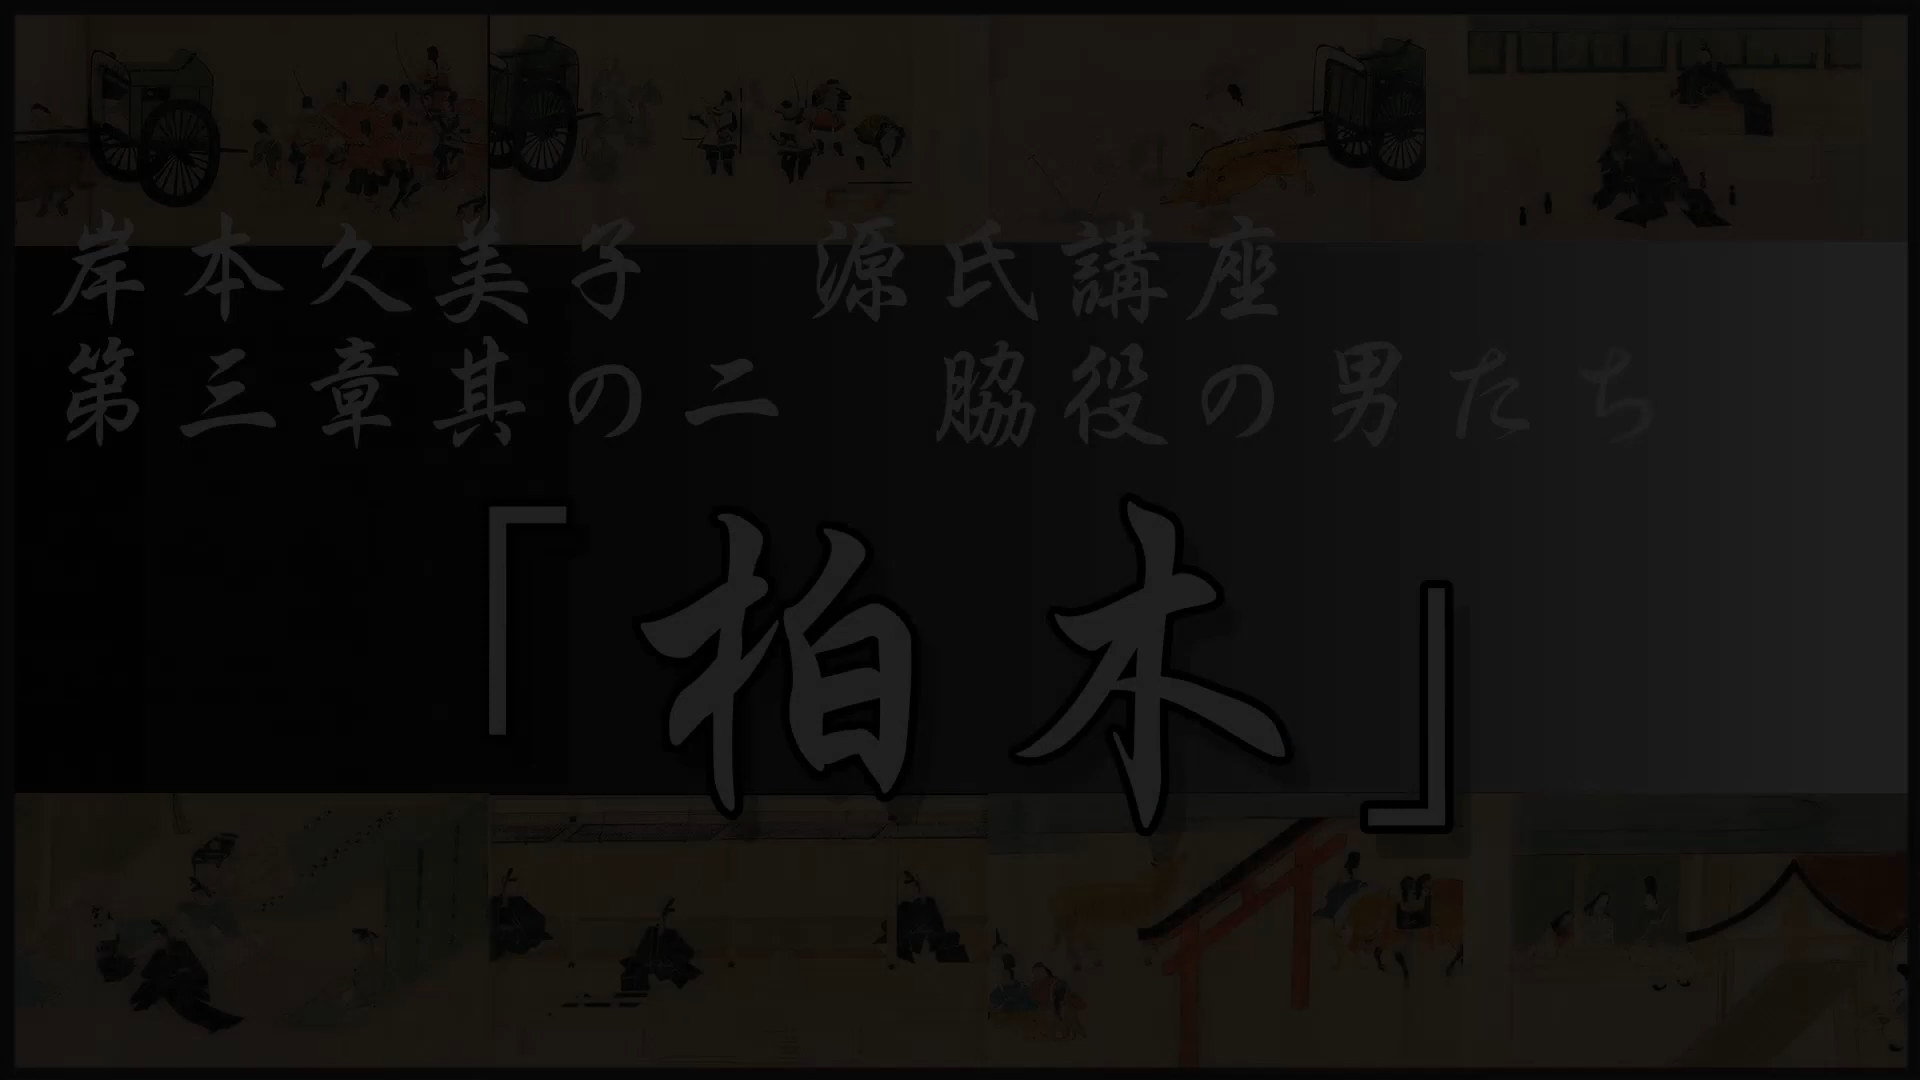 岸本久美子　源氏講座
第三章其の二　脇役の男たち
「柏木」